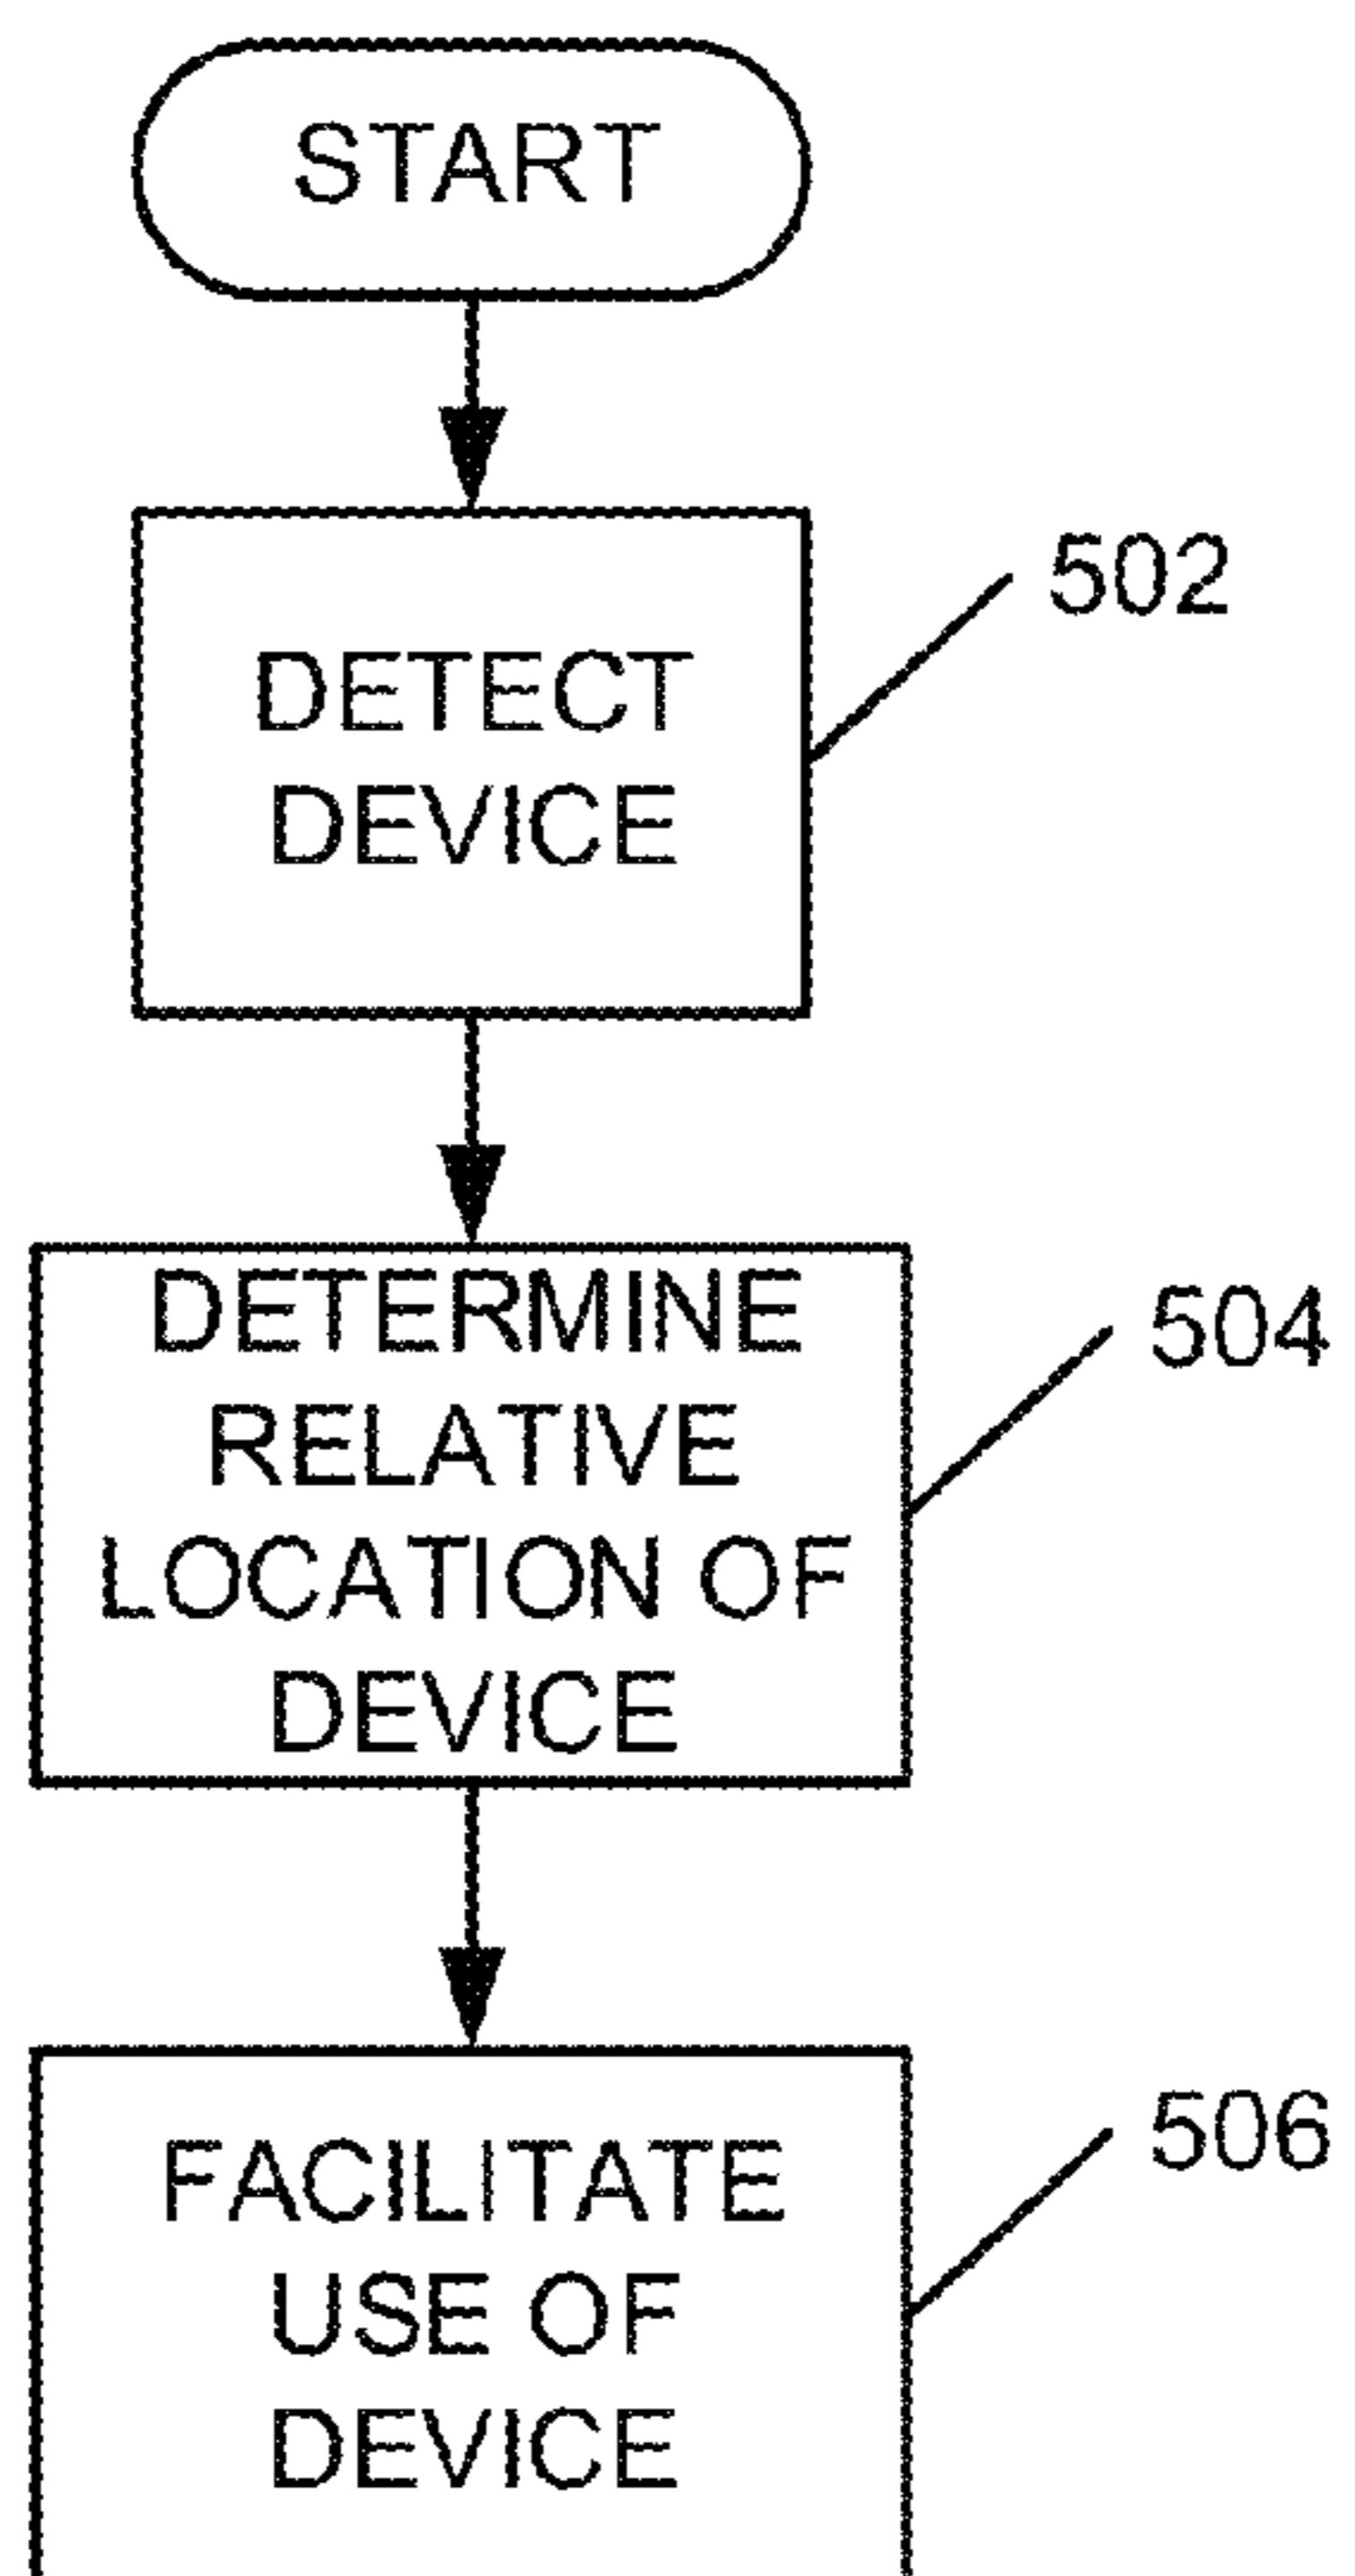 START
502
DETECT
DEVICE
504
DETERMINE
RELATIVE
LOCATION OF
DEVICE
506
FACILITATE
USE OF
DEVICE